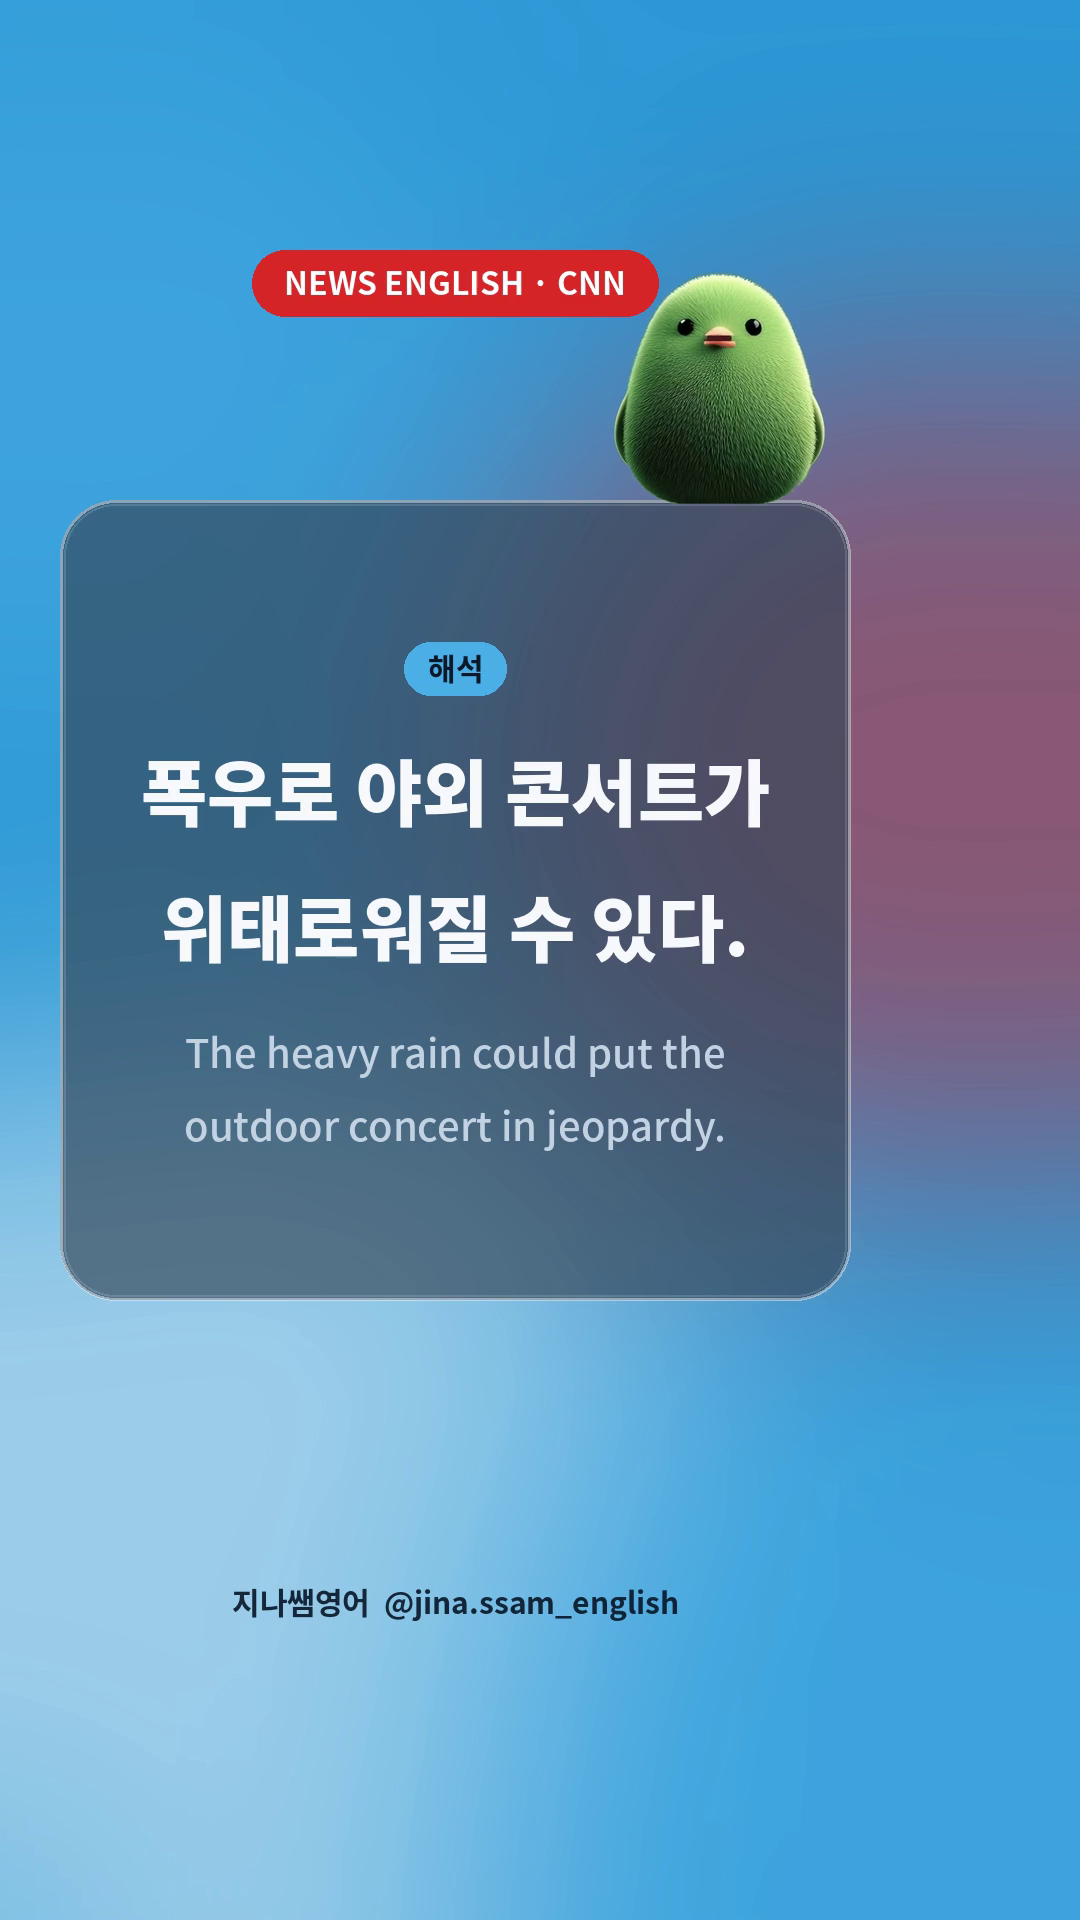 NEWS ENGLISH · CNN
해석
폭우로 야외 콘서트가
위태로워질 수 있다.
The heavy rain could put the
outdoor concert in jeopardy.
지나쌤영어 @jina.ssam_english